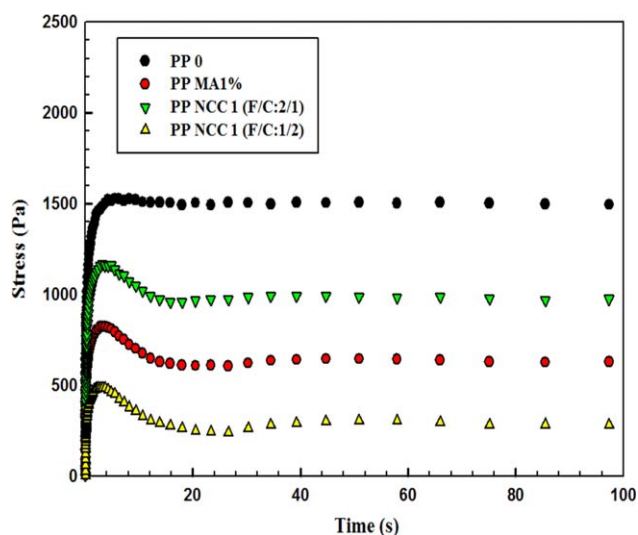 2500
2000
1500
1000
500
0
Stress (Pa)
PP 0
PP MA1%
PP NCC 1 (F/C:2/1)
PP NCC 1 (F/C:1/2)
0 20 40 60 80 100
Time (s)